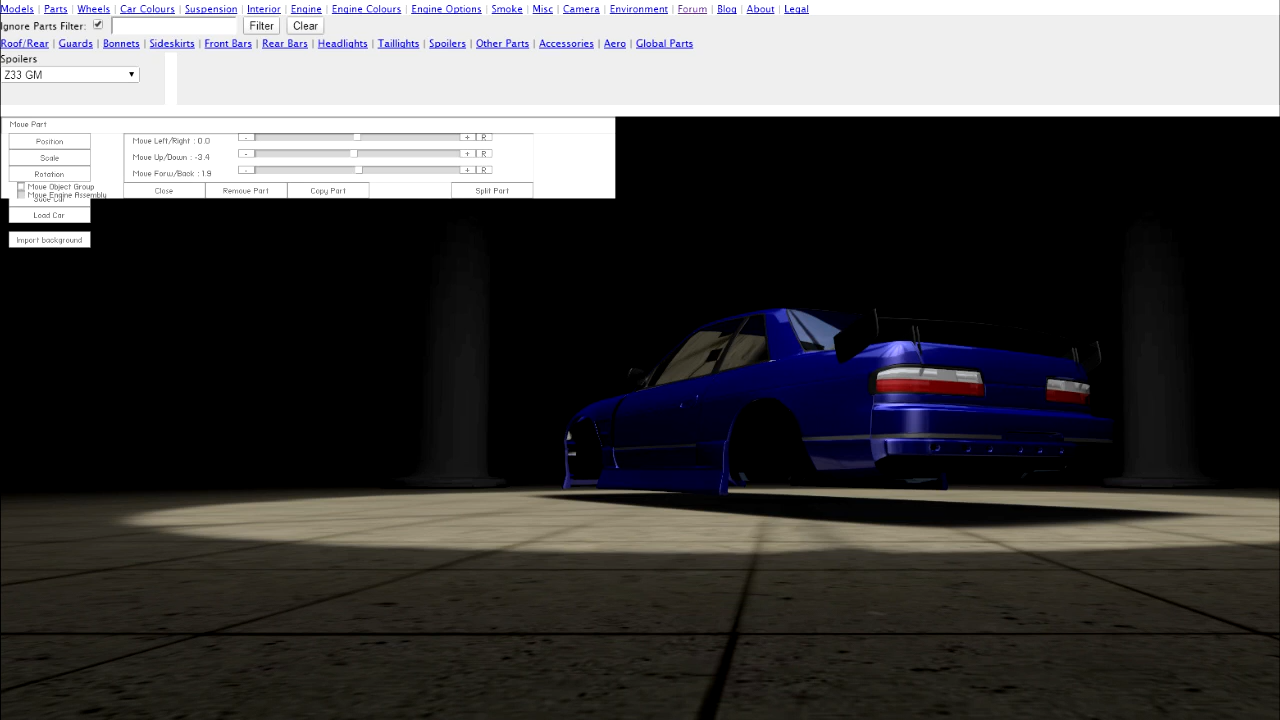 Models | Parts | Wheels | Car Colours | Suspension | Interior | Engine | Engine Colours | Engine Options | Smoke | Misc | Camera | Environment | Forum | Blog | About | Legal
Ignore Parts Filter: Filter Clear
Roof/Rear | Guards | Bonnets | Sideskirts | Front Bars | Rear Bars | Headlights | Taillights | Spoilers | Other Parts | Accessories | Aero | Global Parts
Spoilers
Z33 GM
Move Part
Position Move Left/Right : 0.0 - + R
Scale Move Up/Down : -3.4 - + R
Rotation Move Forw/Back : 1.9 - + R
Move Object Group
Close Remove Part Copy Part Split Part
Move Engine Assembly
Save Car
Load Car
Import background